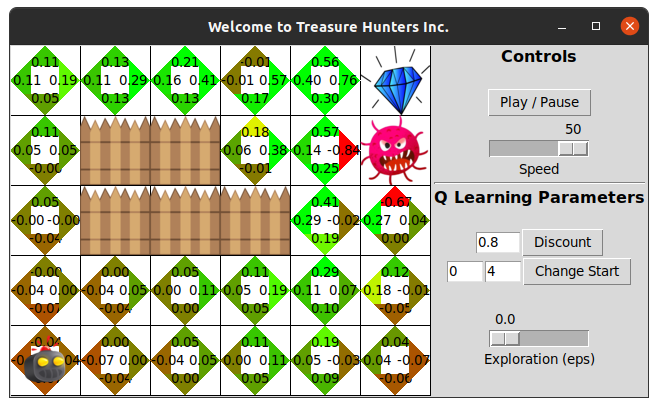 Welcome to Treasure Hunters Inc.
0.11 0.13 0.21 -0.01 0.56
0.11 0.19 0.11 0.29 0.16 0.41 -0.01 0.57 0.40 0.76
0.05 0.13 0.13 0.17 0.30
0.11 0.18 0.57
0.05 0.05 0.06 0.38 0.14 -0.84
-0.00 -0.01 0.25
0.05 0.41 -0.67
-0.00 -0.00 0.29 -0.02 0.27 0.04
-0.04 0.19 0.00
0.00 0.00 0.05 0.11 0.29 0.12
-0.04 0.00 -0.04 0.05 0.00 0.11 0.05 0.19 0.11 0.07 0.18 -0.01
-0.07 -0.04 0.00 0.05 0.10 -0.05
-0.04 0.00 0.05 0.11 0.19 0.04
-0.07 0.00 -0.04 0.05 0.00 0.11 0.05 -0.03 0.04 -0.07
0.00 0.00 0.00 0.09 -0.06
Controls
Play / Pause
50
Speed
Q Learning Parameters
0.8 Discount
0 4 Change Start
0.0
Exploration (eps)